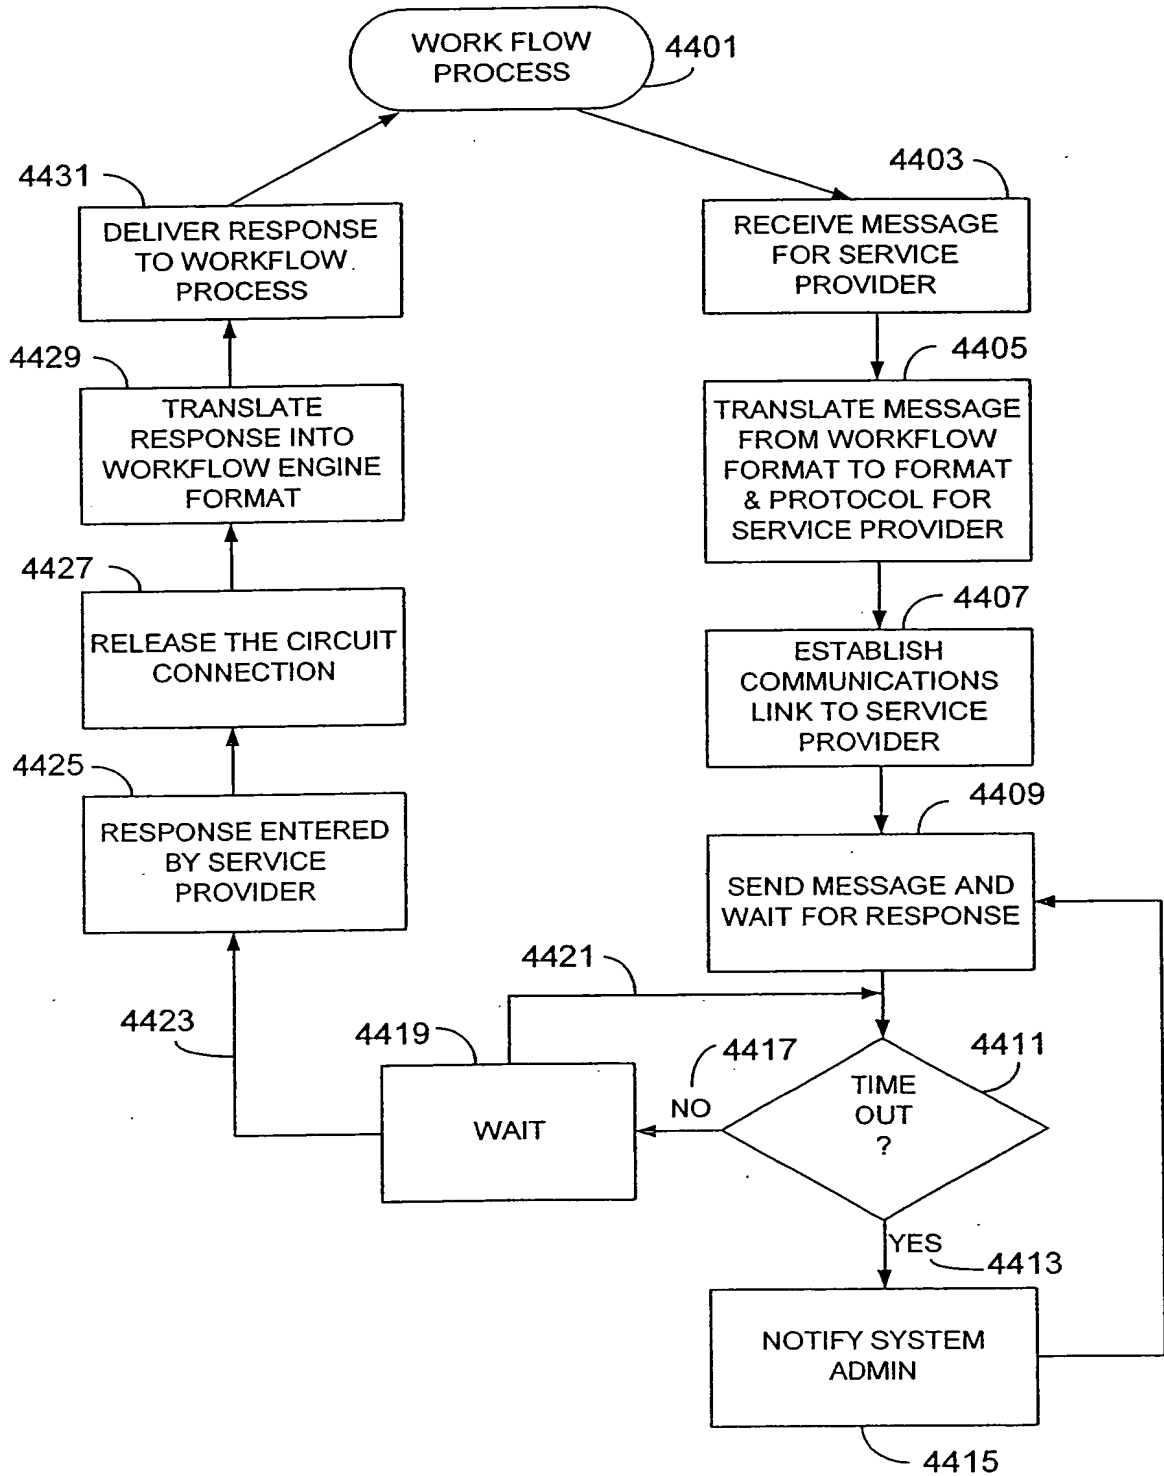 WORK FLOW
PROCESS
4401
4403
RECEIVE MESSAGE
FOR SERVICE
PROVIDER
4405
TRANSLATE MESSAGE
FROM WORKFLOW
FORMAT TO FORMAT
& PROTOCOL FOR
SERVICE PROVIDER
4407
ESTABLISH
COMMUNICATIONS
LINK TO SERVICE
PROVIDER
4409
SEND MESSAGE AND
WAIT FOR RESPONSE
4411
TIME
OUT
?
YES
4413
NOTIFY SYSTEM
ADMIN
4415
4417
NO
4419
WAIT
4421
4423
4425
RESPONSE ENTERED
BY SERVICE
PROVIDER
4427
RELEASE THE CIRCUIT
CONNECTION
4429
TRANSLATE
RESPONSE INTO
WORKFLOW ENGINE
FORMAT
4431
DELIVER RESPONSE
TO WORKFLOW
PROCESS